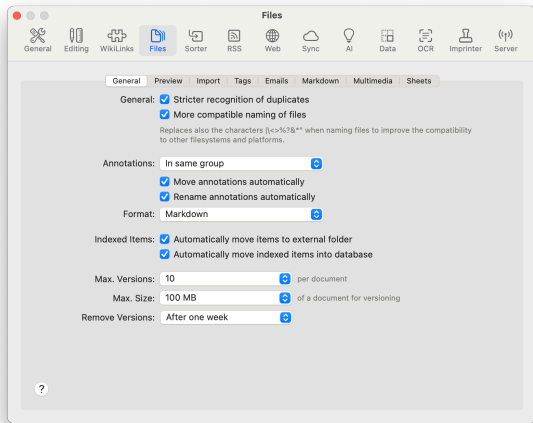 Files
General Editing WikiLinks Files Sorter RSS Web Sync AI Data OCR Imprinter Server
General Preview Import Tags Emails Markdown Multimedia Sheets
General: Stricter recognition of duplicates
More compatible naming of files
Replaces also the characters |\<>%?&*" when naming files to improve the compatibility
to other filesystems and platforms.
Annotations: In same group
Move annotations automatically
Rename annotations automatically
Format: Markdown
Indexed Items: Automatically move items to external folder
Automatically move indexed items into database
Max. Versions: 10 per document
Max. Size: 100 MB of a document for versioning
Remove Versions: After one week
?